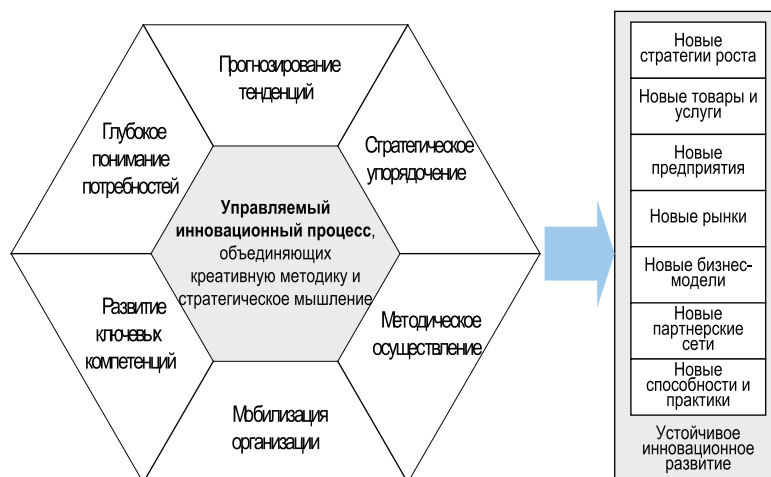 Прогнозирование
тенденций
Глубокое
понимание
потребностей
Стратегическое
упорядочение
Управляемый
инновационный процесс,
объединяющих
креативную методику и
стратегическое мышление
Развитие
ключевых
компетенций
Методическое
осуществление
Мобилизация
организации
Новые
стратегии роста
Новые товары и
услуги
Новые
предприятия
Новые рынки
Новые бизнес-
модели
Новые
партнерские
сети
Новые
способности и
практики
Устойчивое
инновационное
развитие